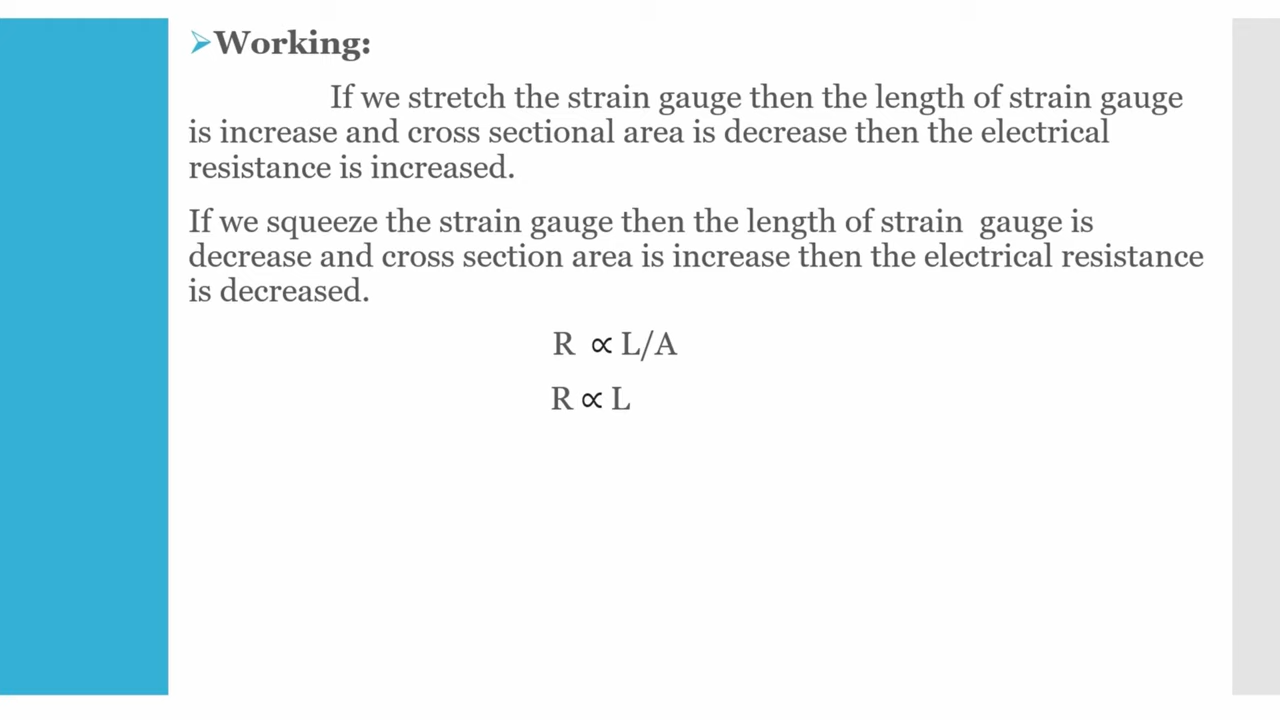 ➢Working:
If we stretch the strain gauge then the length of strain gauge
is increase and cross sectional area is decrease then the electrical
resistance is increased.
If we squeeze the strain gauge then the length of strain gauge is
decrease and cross section area is increase then the electrical resistance
is decreased.
R ∝ L/A
R ∝ L